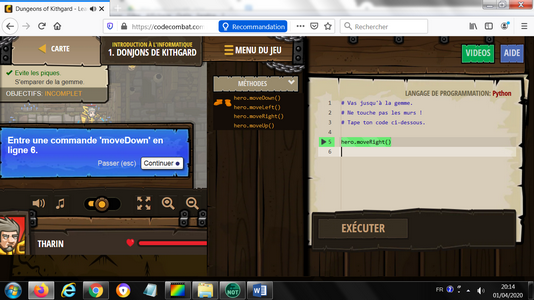 Dungeons of Kithgard - Lea
https://codecombat.com
Recommandation
Rechercher
CARTE
INTRODUCTION À L'INFORMATIQUE
1. DONJONS DE KITHGARD
MENU DU JEU
VIDEOS
AIDE
Evite les piques
S'emparer de la gemme.
OBJECTIFS: INCOMPLET
MÉTHODES
hero.moveDown()
hero.moveLeft()
hero.moveRight()
hero.moveUp()
LANGAGE DE PROGRAMMATION: Python
1 # Vas jusqu'à la gemme.
2 # Ne touche pas les murs !
3 # Tape ton code ci-dessous.
4
5 hero.moveRight()
6
Entre une commande 'moveDown' en
ligne 6.
Passer (esc) Continuer
EXÉCUTER
THARIN
NOT
W
FR
20:14
01/04/2020